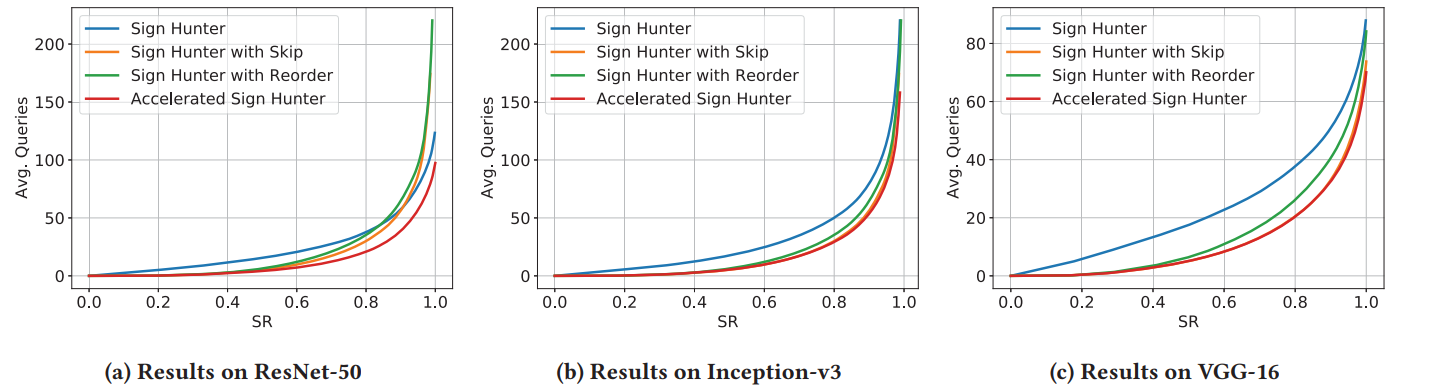 Sign Hunter
Sign Hunter with Skip
Sign Hunter with Reorder
Accelerated Sign Hunter
200
150
100
50
0
Avg. Queries
0.0 0.2 0.4 0.6 0.8 1.0
SR
(a) Results on ResNet-50
Sign Hunter
Sign Hunter with Skip
Sign Hunter with Reorder
Accelerated Sign Hunter
200
150
100
50
0
Avg. Queries
0.0 0.2 0.4 0.6 0.8 1.0
SR
(b) Results on Inception-v3
Sign Hunter
Sign Hunter with Skip
Sign Hunter with Reorder
Accelerated Sign Hunter
80
60
40
20
0
Avg. Queries
0.0 0.2 0.4 0.6 0.8 1.0
SR
(c) Results on VGG-16